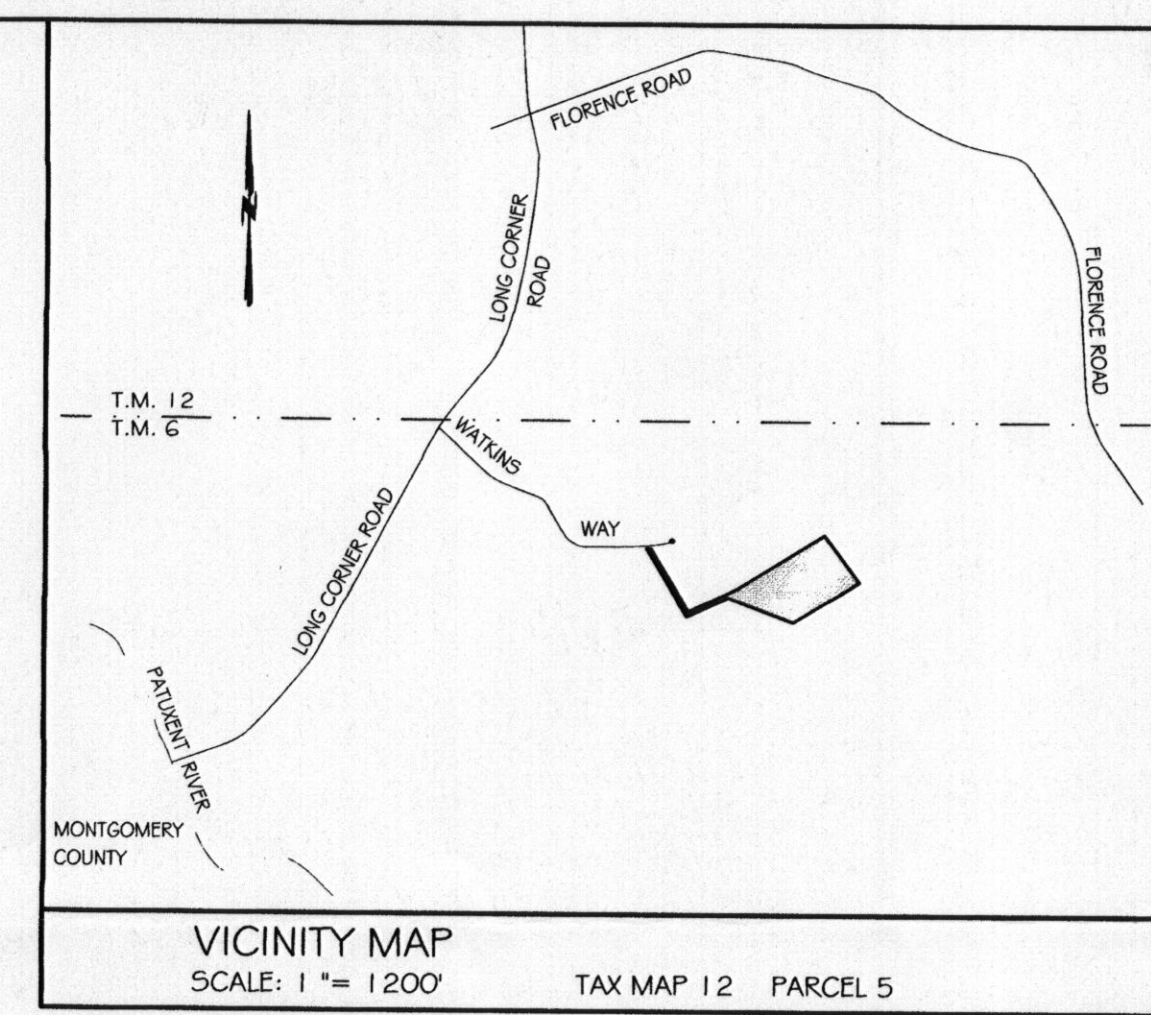 FLORENCE ROAD
LONG CORNER
ROAD
FLORENCE ROAD
T.M. 12
T.M. 6
WATKINS
WAY
LONG CORNER ROAD
PATUXENT
RIVER
MONTGOMERY
COUNTY
VICINITY MAP
SCALE: 1 "= 1200'
TAX MAP 12 PARCEL 5